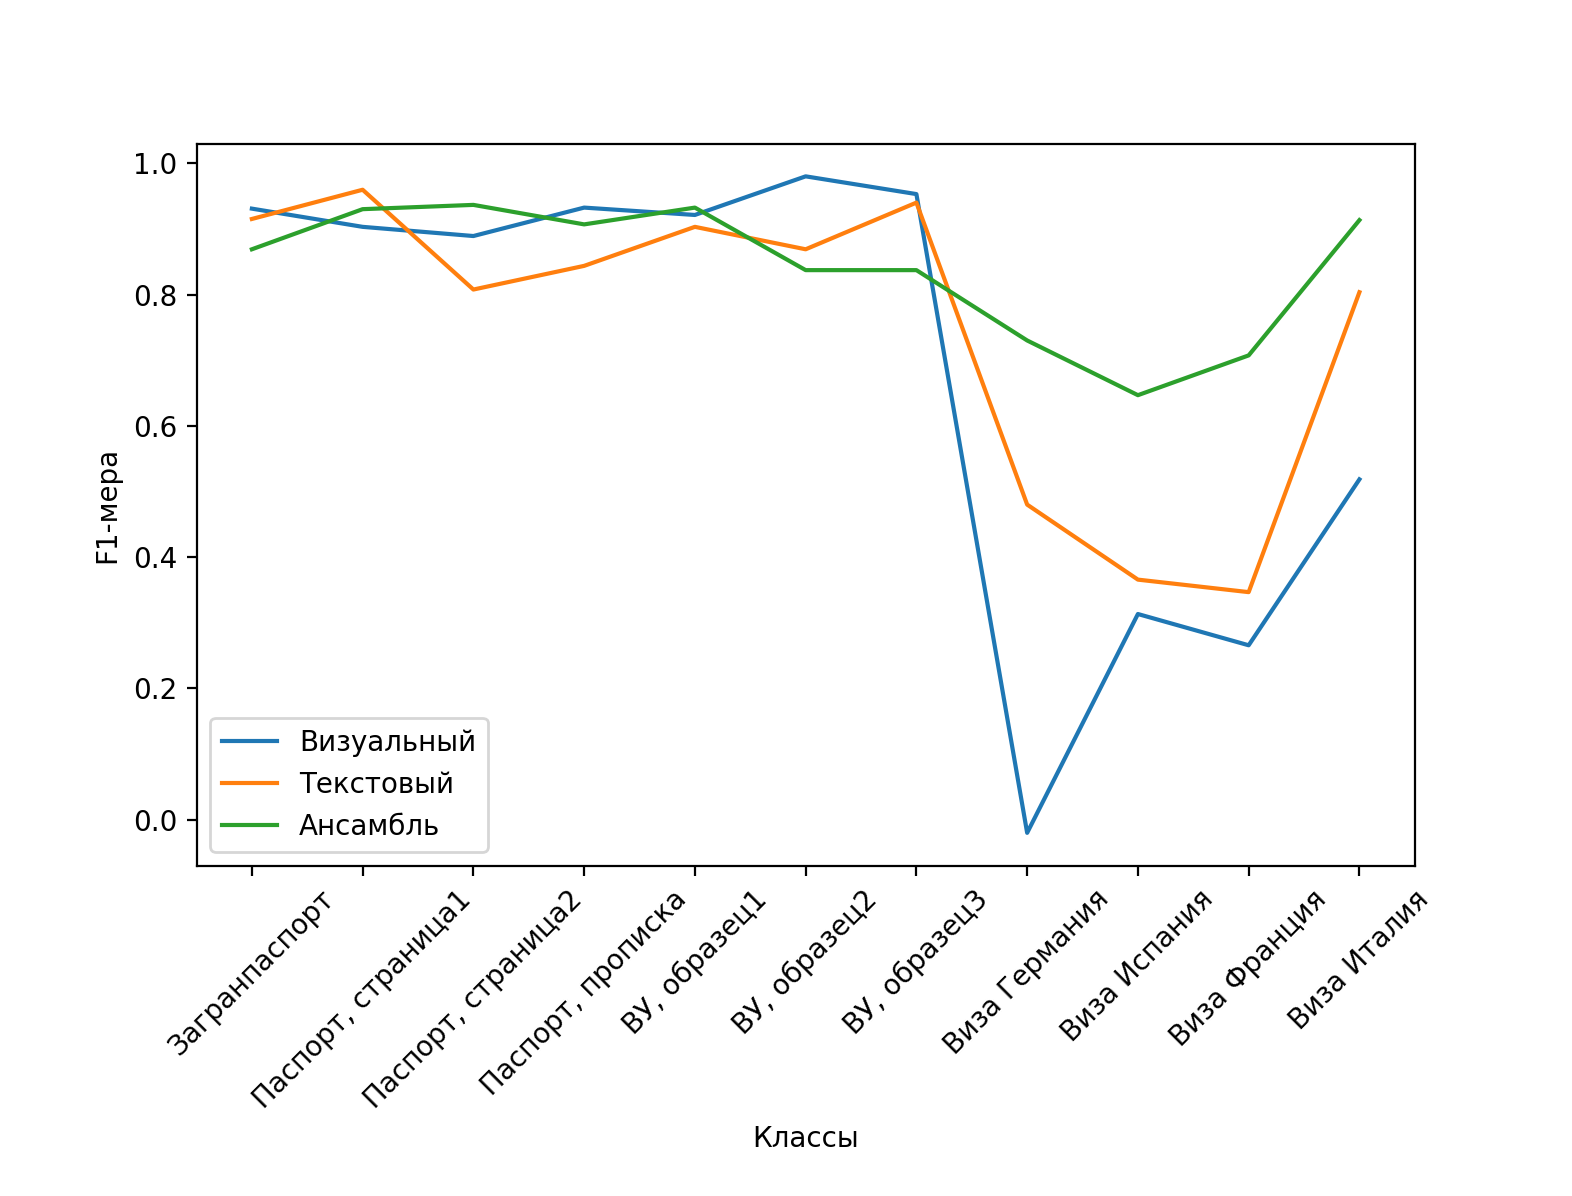 1.0
0.8
0.6
0.4
0.2
0.0
F1-мера
Визуальный
Текстовый
Ансамбль
Загранпаспорт
Паспорт, страница1
Паспорт, страница2
Паспорт, прописка
ВУ, образец1
ВУ, образец2
ВУ, образец3
Виза Германия
Виза Испания
Виза Франция
Виза Италия
Классы